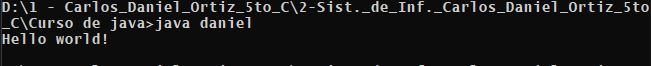 D:\1 - Carlos_Daniel_Ortiz_5to_C\2-Sist._de_Inf._Carlos_Daniel_Ortiz_5to
_C\Curso de java>java daniel
Hello world!